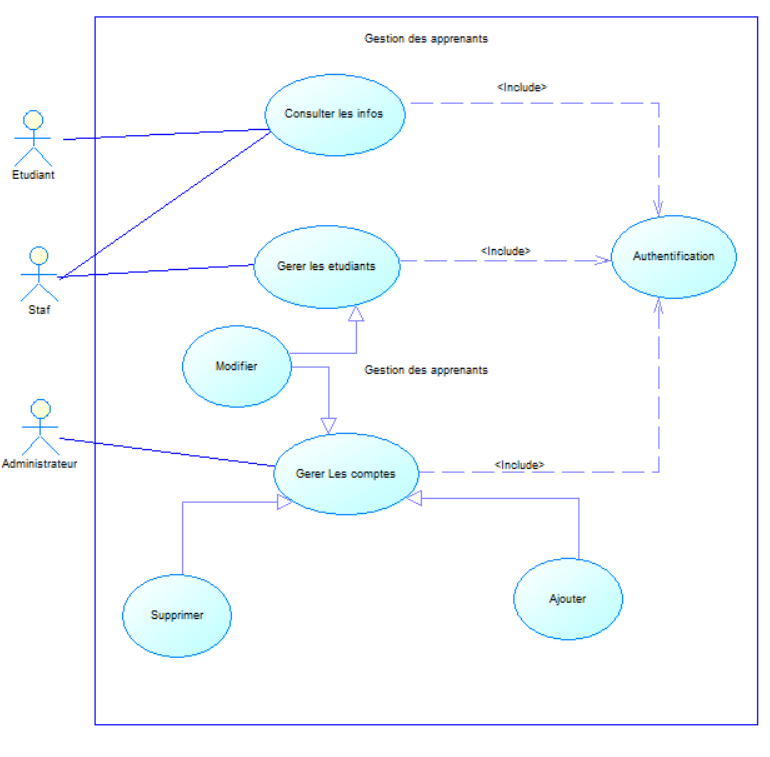 Gestion des apprenants
<Include>
Consulter les infos
Etudiant
<Include>
Authentification
Gerer les etudiants
Staf
Modifier
Gestion des apprenants
Administrateur
<Include>
Gerer Les comptes
Ajouter
Supprimer